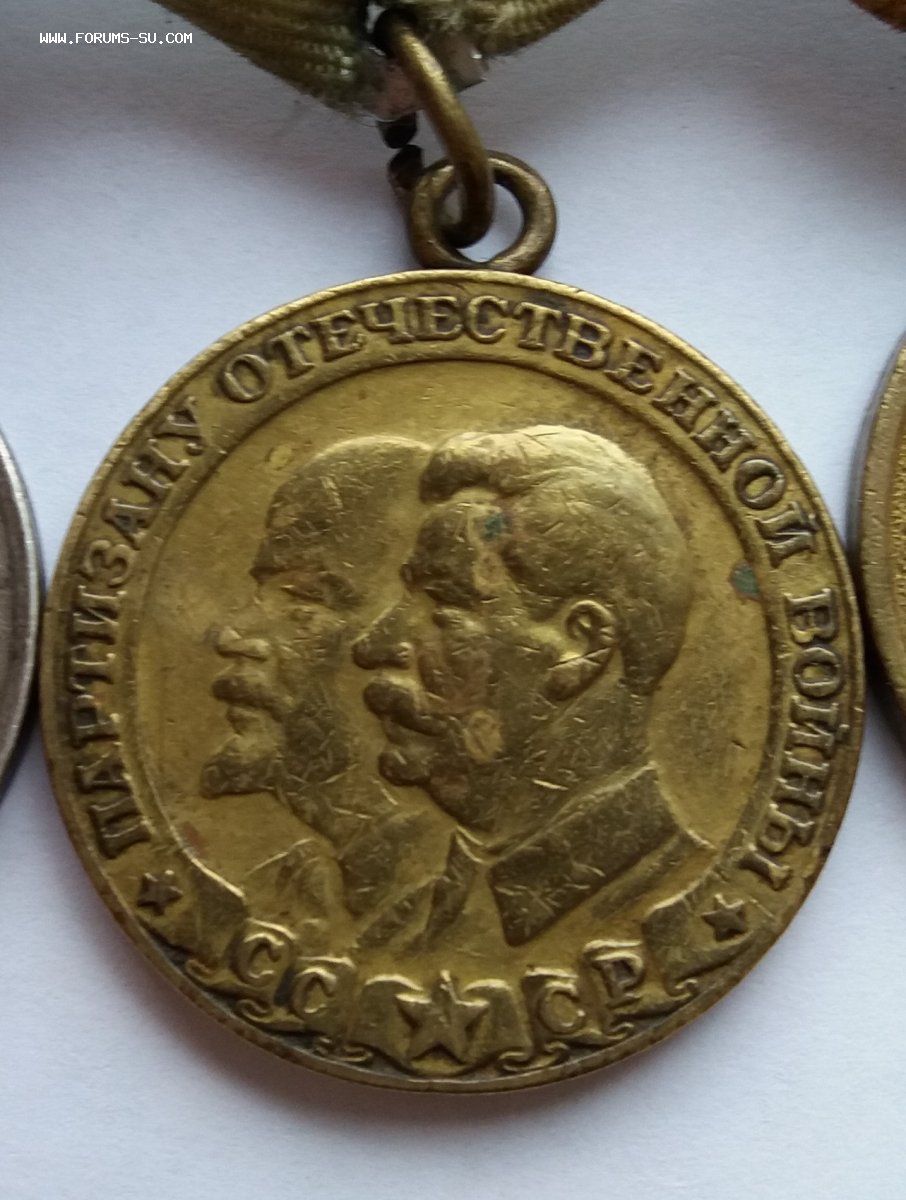 WWW.FORUMS-SU.COM
ПАРТИЗАНУ ОТЕЧЕСТВЕННОЙ ВОЙНЫ
СССР